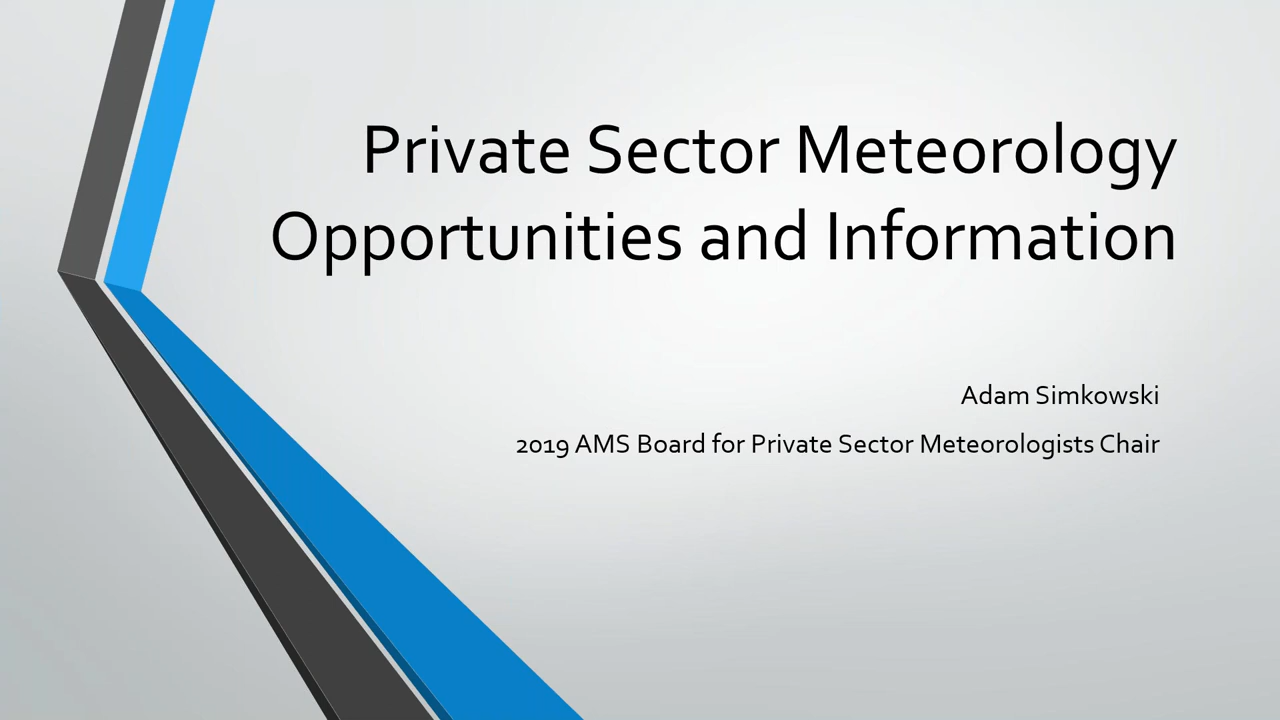 Private Sector Meteorology
Opportunities and Information
Adam Simkowski
2019 AMS Board for Private Sector Meteorologists Chair